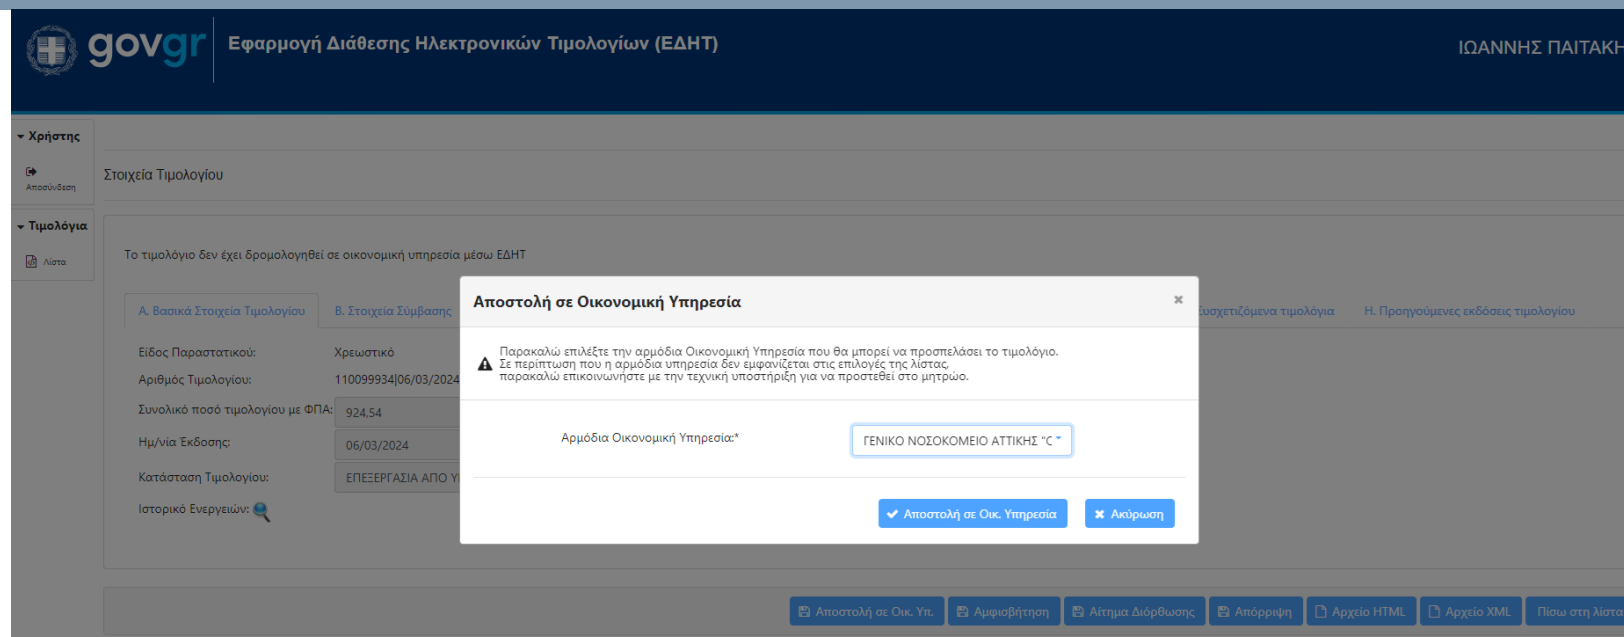 govgr
Εφαρμογή Διάθεσης Ηλεκτρονικών Τιμολογίων (ΕΔΗΤ)
ΙΩΑΝΝΗΣ ΠΑΙΤΑΚΗ
Χρήστης
Αποσύνδεση
Στοιχεία Τιμολογίου
Τιμολόγια
Λίστα
Το τιμολόγιο δεν έχει δρομολογηθεί σε οικονομική υπηρεσία μέσω ΕΔΗΤ
Αποστολή σε Οικονομική Υπηρεσία
Α. Βασικά Στοιχεία Τιμολογίου Β. Στοιχεία Σύμβασης Συσχετιζόμενα τιμολόγια Η. Προηγούμενες εκδόσεις τιμολογίου
Παρακαλώ επιλέξτε την αρμόδια Οικονομική Υπηρεσία που θα μπορεί να προσπελάσει το τιμολόγιο.
Σε περίπτωση που η αρμόδια υπηρεσία δεν εμφανίζεται στις επιλογές της λίστας,
παρακαλώ επικοινωνήστε με την τεχνική υποστήριξη για να προστεθεί στο μητρώο.
Είδος Παραστατικού: Χρεωστικό
Αριθμός Τιμολογίου: 110099934|06/03/2024
Συνολικό ποσό τιμολογίου με ΦΠΑ: 924,54
Αρμόδια Οικονομική Υπηρεσία:* ΓΕΝΙΚΟ ΝΟΣΟΚΟΜΕΙΟ ΑΤΤΙΚΗΣ "
Ημ/νία Έκδοσης: 06/03/2024
Κατάσταση Τιμολογίου: ΕΠΕΞΕΡΓΑΣΙΑ ΑΠΟ Υ
Ιστορικό Ενεργειών:
Αποστολή σε Οικ. Υπηρεσία Ακύρωση
Αποστολή σε Οικ. Υπ. Αμφισβήτηση Αίτημα Διόρθωσης Απόρριψη Αρχείο HTML Αρχείο XML Πίσω στη λίστα